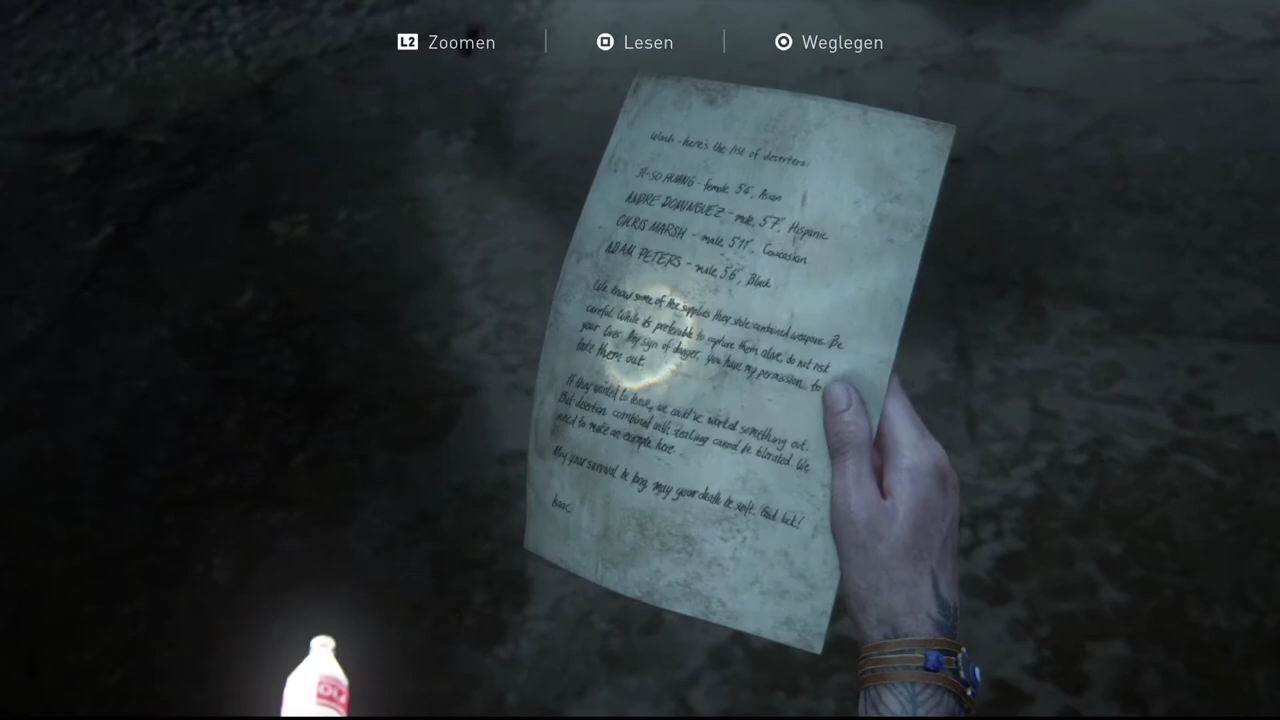 L2 Zoomen
Lesen
Weglegen
here's the list of deserters:
JI-SO HUANG - female, 5'6", Asian
ANDRE DOMINGUEZ - male, 5'7", Hispanic
CHRIS MARSH - male, 5'11", Caucasian
ADAM PETERS - male, 5'6", Black
We know some of the supplies they stole contained weapons. Be
careful. While its preferable to capture them alive, do not risk
your lives. Any sign of danger, you have my permission, to
take them out.
If they wanted to leave, we could've worked something out.
But desertion combined with stealing cannot be tolerated. We
need to make an example here.
May your survival be long, may your death be swift. Good luck!
Isaac
OLA